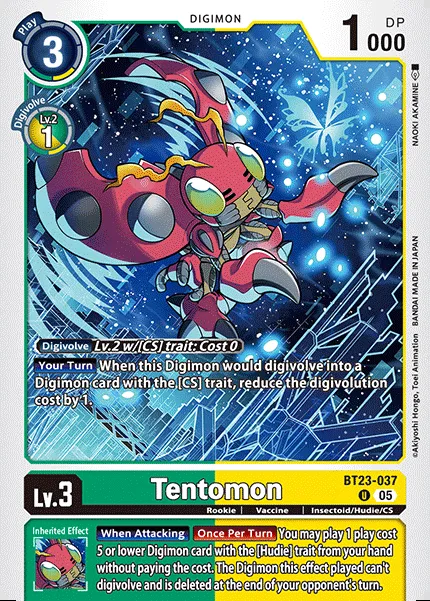 DIGIMON
Play
3
1000
DP
Digivolve
Lv.2
1
NAOKI AKAMINE
©Akiyoshi Hongo, Toei Animation BANDAI MADE IN JAPAN
Digivolve Lv.2 w/[CS] trait: Cost 0
Your Turn When this Digimon would digivolve into a
Digimon card with the [CS] trait, reduce the digivolution
cost by 1.
Lv.3
Tentomon
BT23-037
U 05
Rookie | Vaccine | Insectoid/Hudie/CS
Inherited Effect
When Attacking Once Per Turn You may play 1 play cost
5 or lower Digimon card with the [Hudie] trait from your hand
without paying the cost. The Digimon this effect played can't
digivolve and is deleted at the end of your opponent's turn.